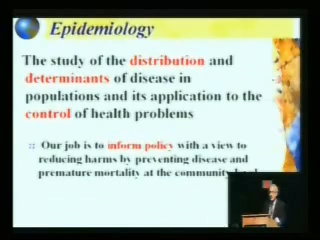 Epidemiology
The study of the distribution and
determinants of disease in
populations and its application to the
control of health problems
:: Our job is to inform policy with a view to
reducing harms by preventing disease and
premature mortality at the community